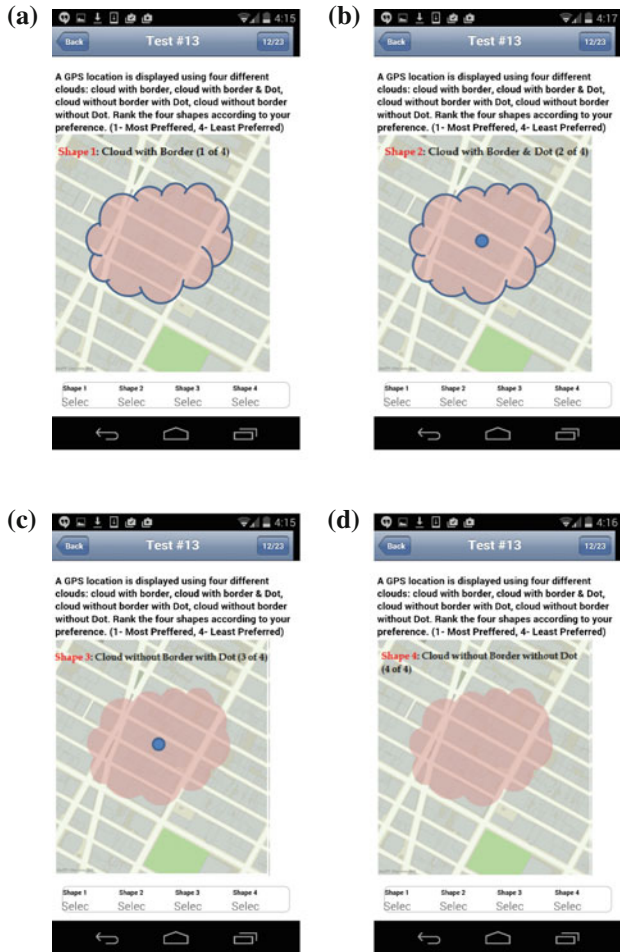 (a)
4:15
Back Test #13 12/23
A GPS location is displayed using four different
clouds: cloud with border, cloud with border & Dot,
cloud without border with Dot, cloud without border
without Dot. Rank the four shapes according to your
preference. (1- Most Preffered, 4- Least Preferred)
Shape 1: Cloud with Border (1 of 4)
Shape 1 Shape 2 Shape 3 Shape 4
Selec Selec Selec Selec
(b)
4:17
Back Test #13 12/23
A GPS location is displayed using four different
clouds: cloud with border, cloud with border & Dot,
cloud without border with Dot, cloud without border
without Dot. Rank the four shapes according to your
preference. (1- Most Preffered, 4- Least Preferred)
Shape 2: Cloud with Border & Dot (2 of 4)
Shape 1 Shape 2 Shape 3 Shape 4
Selec Selec Selec Selec
(c)
4:15
Back Test #13 12/23
A GPS location is displayed using four different
clouds: cloud with border, cloud with border & Dot,
cloud without border with Dot, cloud without border
without Dot. Rank the four shapes according to your
preference. (1- Most Preffered, 4- Least Preferred)
Shape 3: Cloud without Border with Dot (3 of 4)
Shape 1 Shape 2 Shape 3 Shape 4
Selec Selec Selec Selec
(d)
4:16
Back Test #13 12/23
A GPS location is displayed using four different
clouds: cloud with border, cloud with border & Dot,
cloud without border with Dot, cloud without border
without Dot. Rank the four shapes according to your
preference. (1- Most Preffered, 4- Least Preferred)
Shape 4: Cloud without Border without Dot
(4 of 4)
Shape 1 Shape 2 Shape 3 Shape 4
Selec Selec Selec Selec